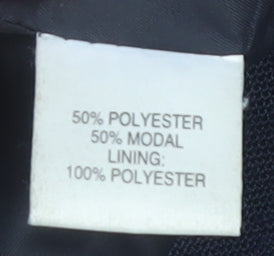 50% POLYESTER
50% MODAL
LINING:
100% POLYESTER